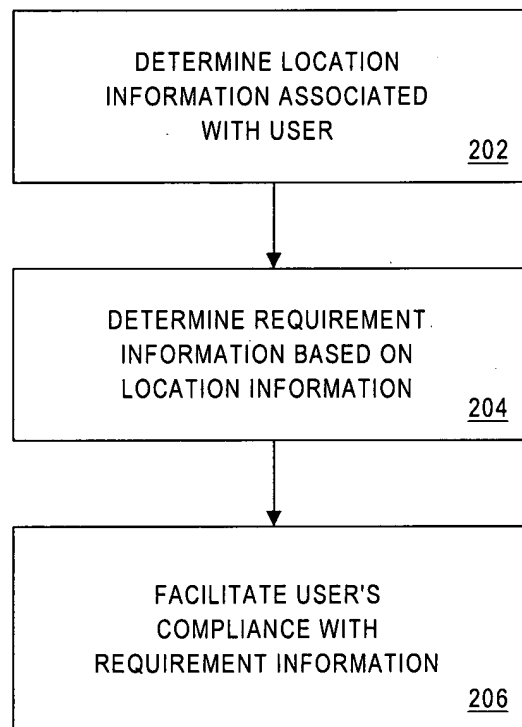 DETERMINE LOCATION
INFORMATION ASSOCIATED
WITH USER
202
DETERMINE REQUIREMENT
INFORMATION BASED ON
LOCATION INFORMATION
204
FACILITATE USER'S
COMPLIANCE WITH
REQUIREMENT INFORMATION
206